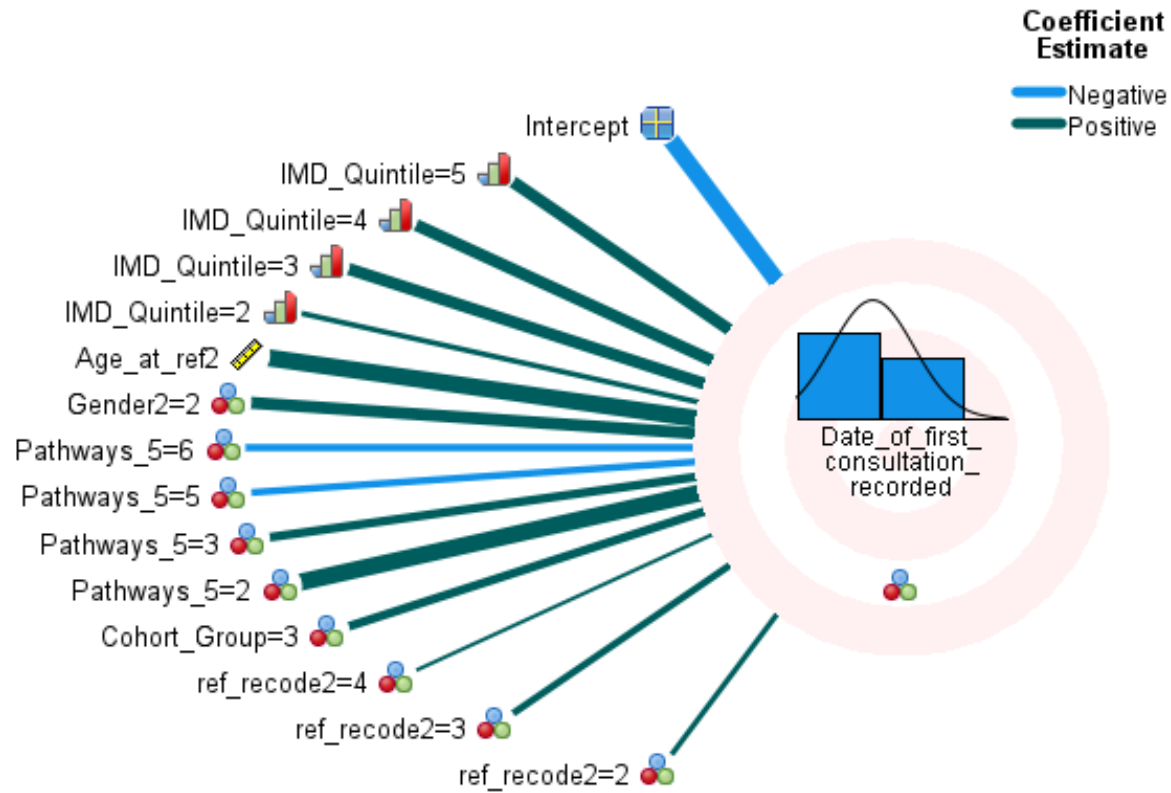 Coefficient
Estimate
Negative
Positive
Intercept
IMD_Quintile=5
IMD_Quintile=4
IMD_Quintile=3
IMD_Quintile=2
Age_at_ref2
Gender2=2
Pathways_5=6
Pathways_5=5
Pathways_5=3
Pathways_5=2
Cohort_Group=3
ref_recode2=4
ref_recode2=3
ref_recode2=2
Date_of_first_
consultation_
recorded